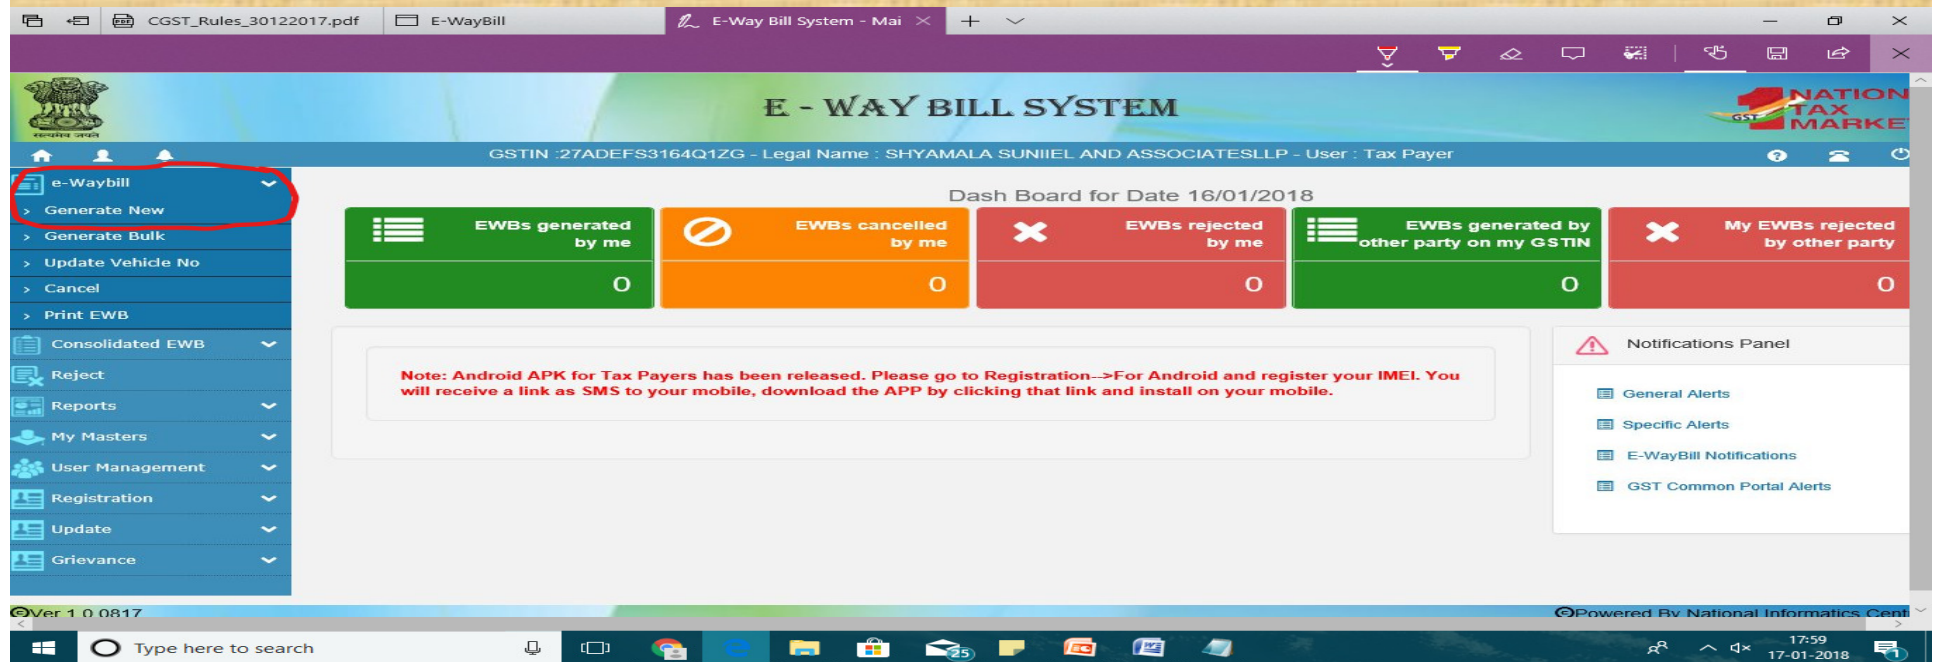 CGST_Rules_30122017.pdf
E-WayBill
E-Way Bill System - Mai
सत्यमेव जयते
E - WAY BILL SYSTEM
GST
1
NATION
TAX
MARKE
GSTIN :27ADEFS3164Q1ZG - Legal Name : SHYAMALA SUNIIEL AND ASSOCIATESLLP - User : Tax Payer
e-Waybill
> Generate New
> Generate Bulk
> Update Vehicle No
> Cancel
> Print EWB
Consolidated EWB
Reject
Reports
My Masters
User Management
Registration
Update
Grievance
Dash Board for Date 16/01/2018
EWBs generated
by me
0
EWBs cancelled
by me
0
EWBs rejected
by me
0
EWBs generated by
other party on my GSTIN
0
My EWBs rejected
by other party
0
Note: Android APK for Tax Payers has been released. Please go to Registration-->For Android and register your IMEI. You
will receive a link as SMS to your mobile, download the APP by clicking that link and install on your mobile.
Notifications Panel
General Alerts
Specific Alerts
E-WayBill Notifications
GST Common Portal Alerts
©Ver 1.0.0817
©Powered By National Informatics Cent
Type here to search
25
17:59
17-01-2018
1